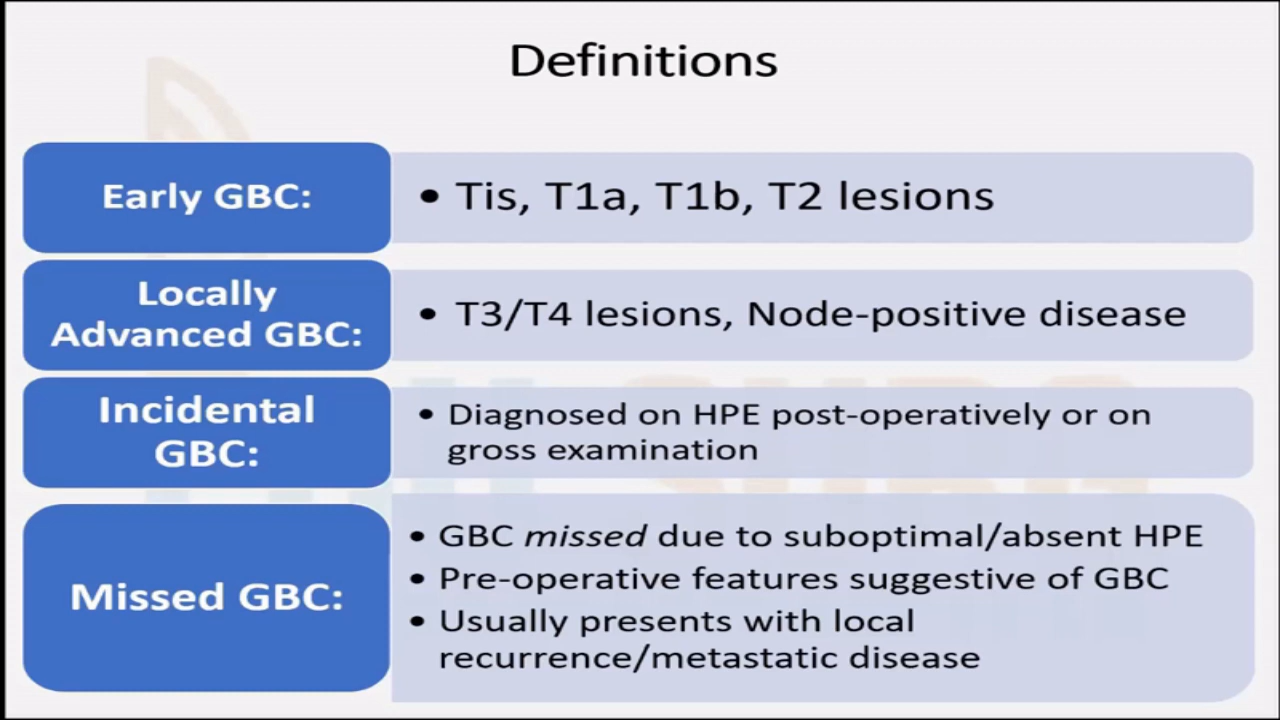 Definitions
Early GBC:
• Tis, T1a, T1b, T2 lesions
Locally
Advanced GBC:
• T3/T4 lesions, Node-positive disease
Incidental
GBC:
• Diagnosed on HPE post-operatively or on
gross examination
Missed GBC:
• GBC missed due to suboptimal/absent HPE
• Pre-operative features suggestive of GBC
• Usually presents with local
recurrence/metastatic disease